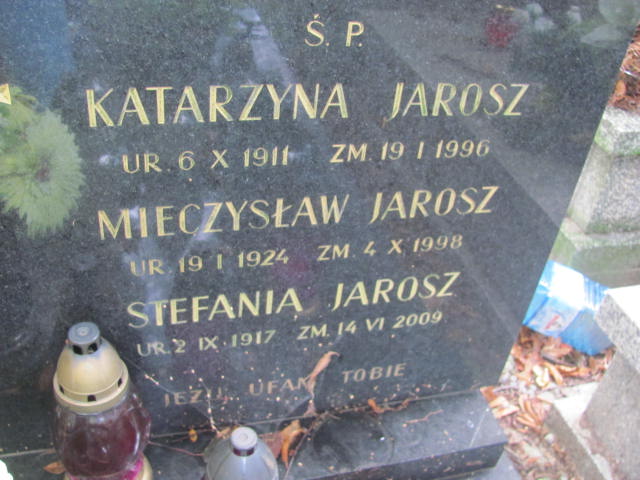 Ś. P.
KATARZYNA JAROSZ
UR. 6 X 1911 ZM. 19 I 1996
MIECZYSŁAW JAROSZ
UR. 19 I 1924 ZM. 4 X 1998
STEFANIA JAROSZ
UR. 2 IX 1917 ZM. 14 VI 2009
JEZU UFAM TOBIE